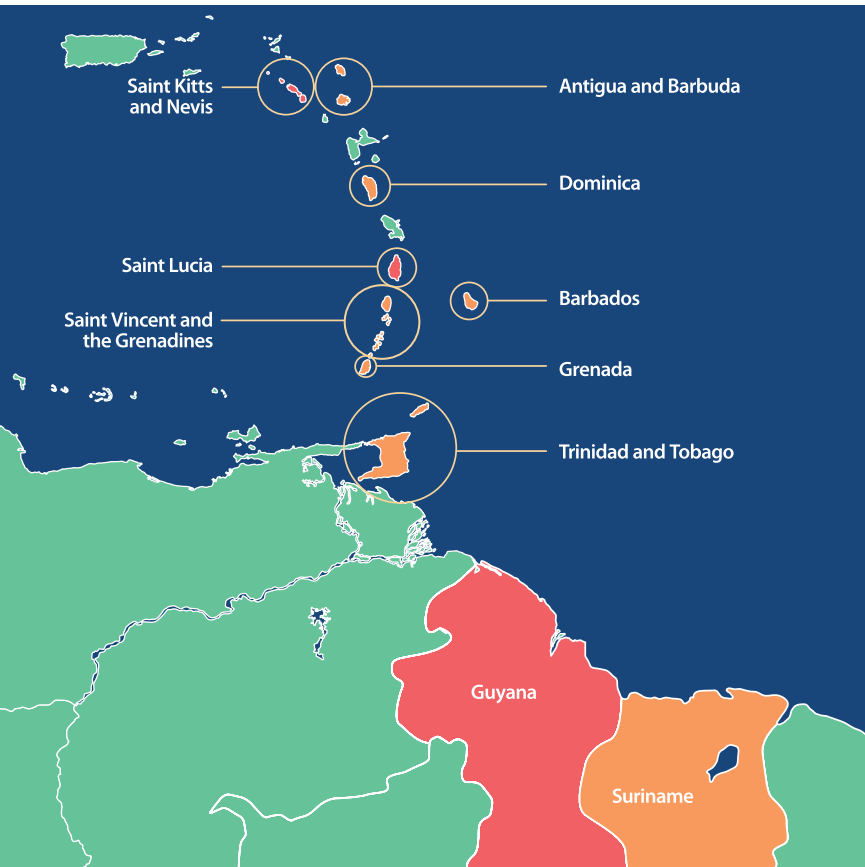 Saint Kitts
and Nevis
Antigua and Barbuda
Dominica
Saint Lucia
Barbados
Saint Vincent and
the Grenadines
Grenada
Trinidad and Tobago
Guyana
Suriname